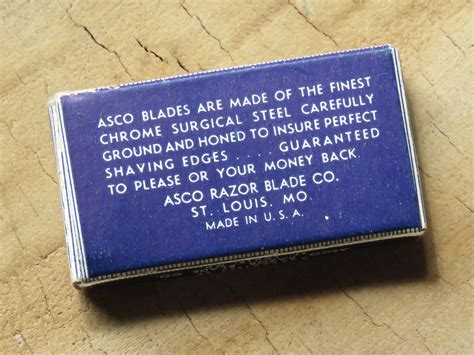 ASCO BLADES ARE MADE OF THE FINEST
CHROME SURGICAL STEEL CAREFULLY
GROUND AND HONED TO INSURE PERFECT
SHAVING EDGES . . . . GUARANTEED
TO PLEASE OR YOUR MONEY BACK.
ASCO RAZOR BLADE CO.
ST. LOUIS, MO.
MADE IN U.S.A.